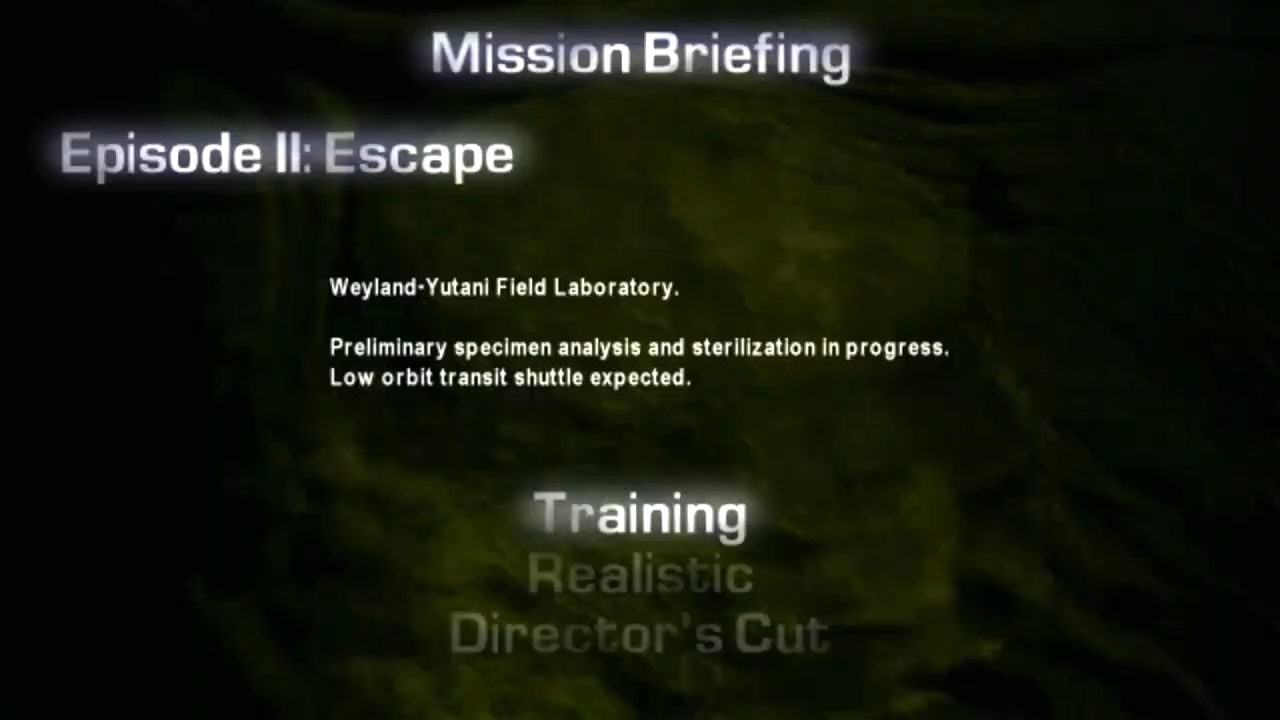 Mission Briefing
Episode II: Escape
Weyland-Yutani Field Laboratory.
Preliminary specimen analysis and sterilization in progress.
Low orbit transit shuttle expected.
Training
Realistic
Director's Cut